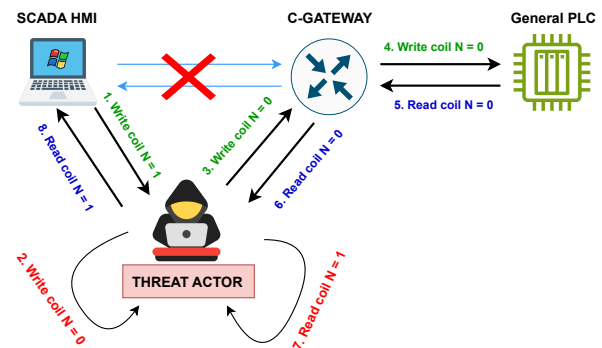 SCADA HMI
C-GATEWAY
General PLC
4. Write coil N = 0
5. Read coil N = 0
1. Write coil N = 1
3. Write coil N = 0
8. Read coil N = 1
6. Read coil N = 0
THREAT ACTOR
2. Write coil N = 0
7. Read coil N = 1